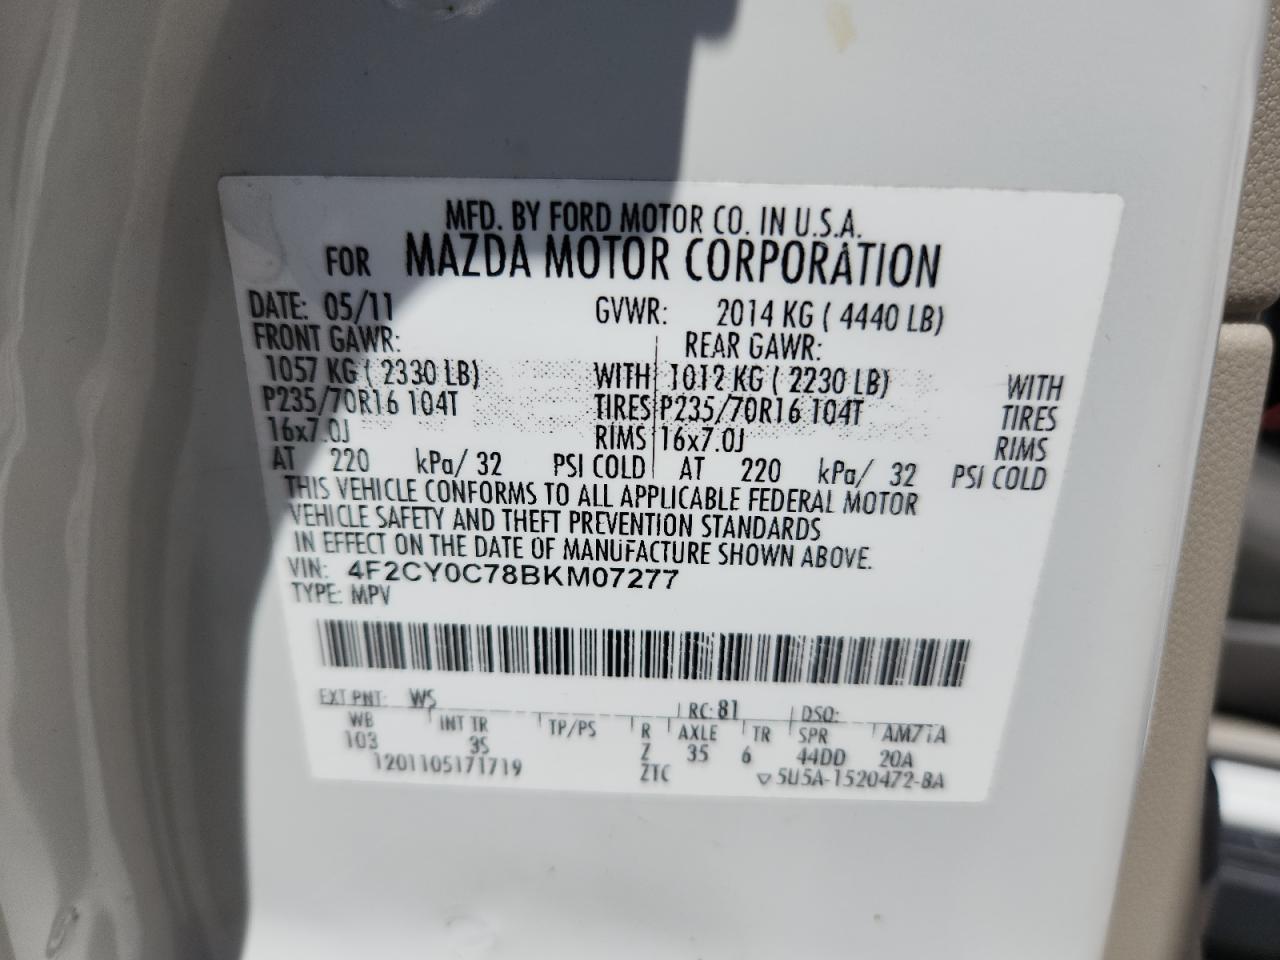 MFD. BY FORD MOTOR CO. IN U.S.A.
FOR MAZDA MOTOR CORPORATION
DATE: 05/11 GVWR: 2014 KG ( 4440 LB)
FRONT GAWR: REAR GAWR:
1057 KG ( 2330 LB) WITH 1012 KG ( 2230 LB) WITH
P235/70R16 104T TIRES P235/70R16 104T TIRES
16x7.0J RIMS 16x7.0J RIMS
AT 220 kPa/ 32 PSI COLD AT 220 kPa/ 32 PSI COLD
THIS VEHICLE CONFORMS TO ALL APPLICABLE FEDERAL MOTOR
VEHICLE SAFETY AND THEFT PREVENTION STANDARDS
IN EFFECT ON THE DATE OF MANUFACTURE SHOWN ABOVE.
VIN: 4F2CY0C78BKM07277
TYPE: MPV
EXT PNT: WS RC: 81 DSO:
WB INT TR TP/PS R AXLE TR SPR AM71A
103 3S Z 35 6 44DD 20A
1201105171719 ZTC ▽ 5U5A-1520472-BA